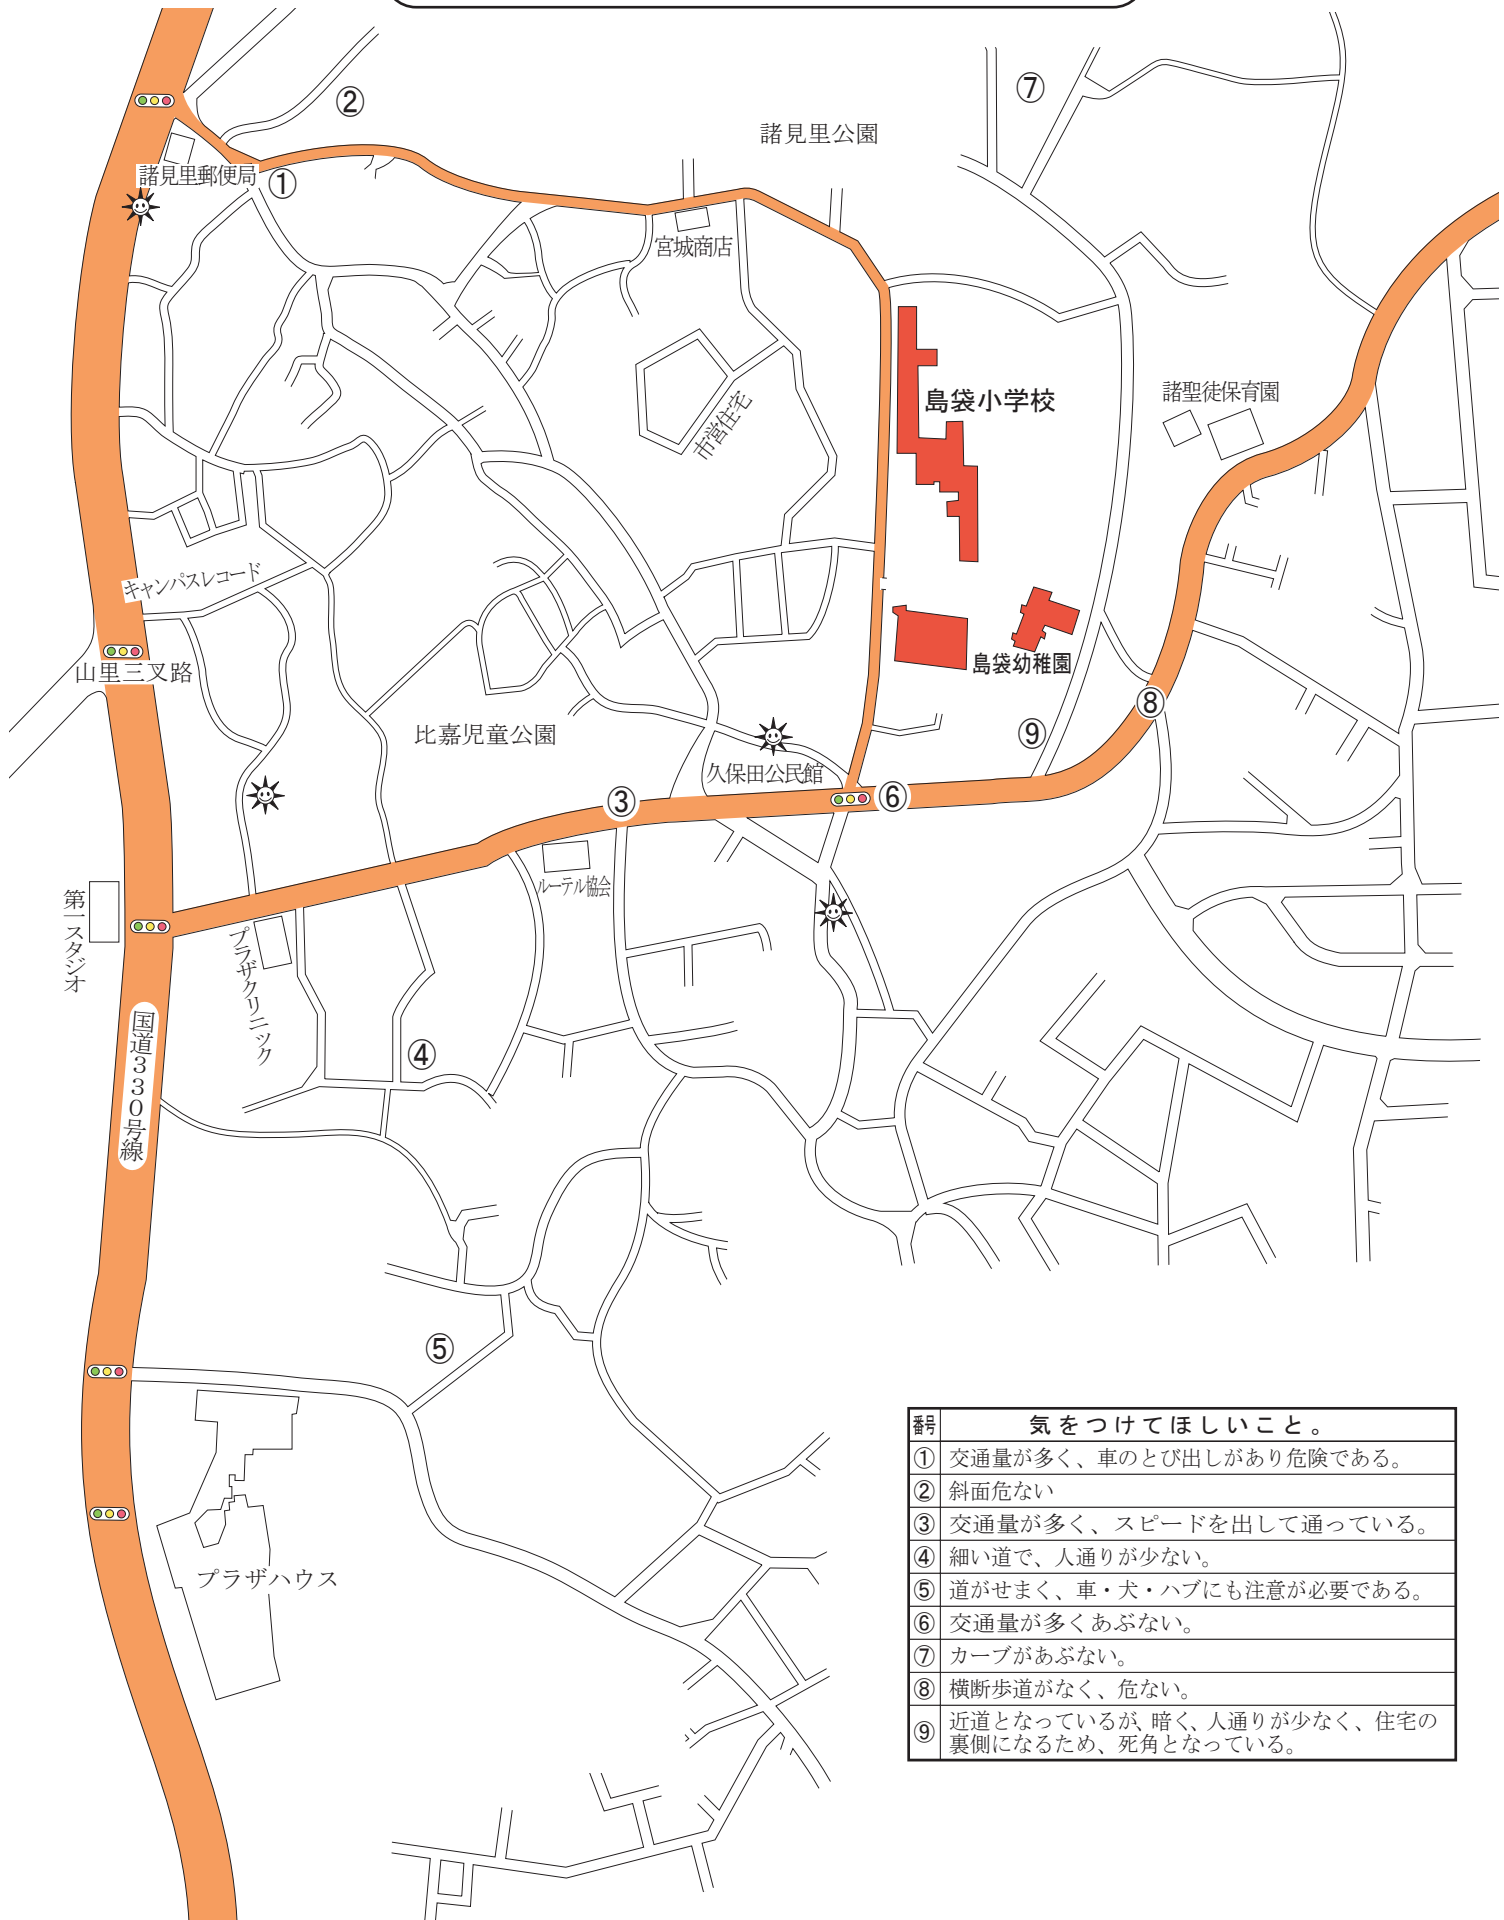 ②
⑦
諸見里公園
諸見里郵便局
①
宮城商店
諸聖徒保育園
島袋小学校
市営住宅
キャンパスレコード
島袋幼稚園
山里三叉路
⑧
比嘉児童公園
⑨
久保田公民館
③
⑥
ルーテル協会
第一スタジオ
プラザクリニック
国道330号線
④
⑤
プラザハウス
番号 気をつけてほしいこと。
① 交通量が多く、車のとび出しがあり危険である。
② 斜面危ない
③ 交通量が多く、スピードを出して通っている。
④ 細い道で、人通りが少ない。
⑤ 道がせまく、車・犬・ハブにも注意が必要である。
⑥ 交通量が多くあぶない。
⑦ カーブがあぶない。
⑧ 横断歩道がなく、危ない。
⑨ 近道となっているが、暗く、人通りが少なく、住宅の
裏側になるため、死角となっている。